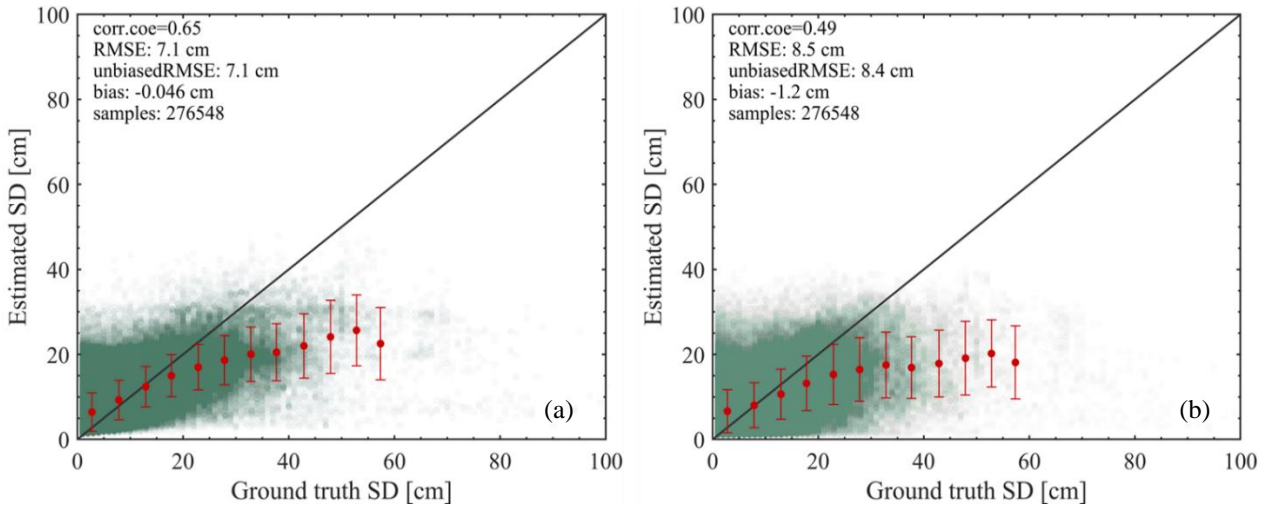 100
80
60
40
20
0
Estimated SD [cm]
corr.coe=0.65
RMSE: 7.1 cm
unbiasedRMSE: 7.1 cm
bias: -0.046 cm
samples: 276548
(a)
0 20 40 60 80 100
Ground truth SD [cm]
100
80
60
40
20
0
Estimated SD [cm]
corr.coe=0.49
RMSE: 8.5 cm
unbiasedRMSE: 8.4 cm
bias: -1.2 cm
samples: 276548
(b)
0 20 40 60 80 100
Ground truth SD [cm]